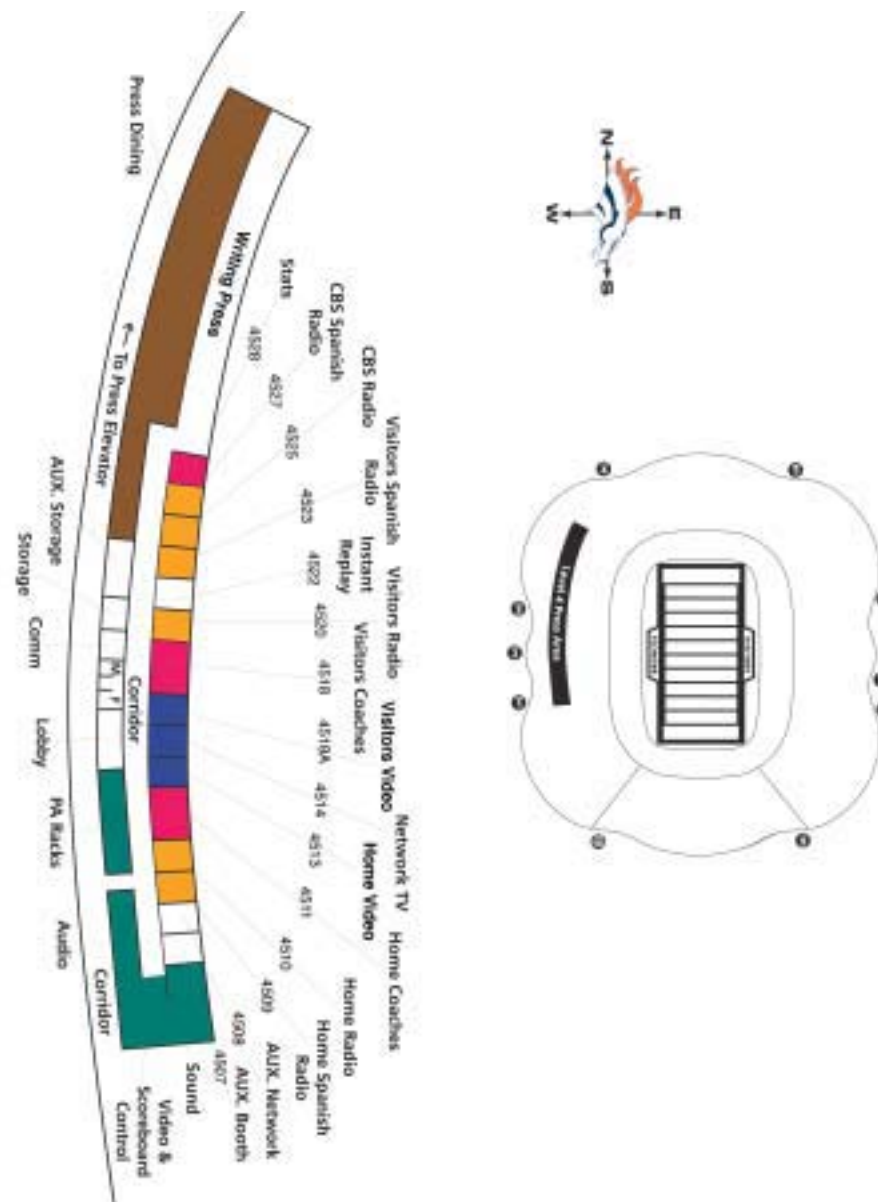 N
E
W
S
Level 4 Press Area
Press Dining
Writing Press
Stats
CBS Spanish
Radio
CBS Radio
Visitors Spanish
Radio
Instant
Replay
Visitors Radio
Visitors Coaches
Visitors Video
Network TV
Home Video
Home Coaches
Home Radio
Home Spanish
Radio
AUX. Network
AUX. Booth
Sound
Video &
Scoreboard
Control
4528
4527
4525
4523
4522
4520
4518
4518A
4514
4513
4511
4510
4509
4508
4507
To Press Elevator
AUX. Storage
Storage
Comm
M
F
Corridor
Lobby
PA Racks
Audio
Corridor